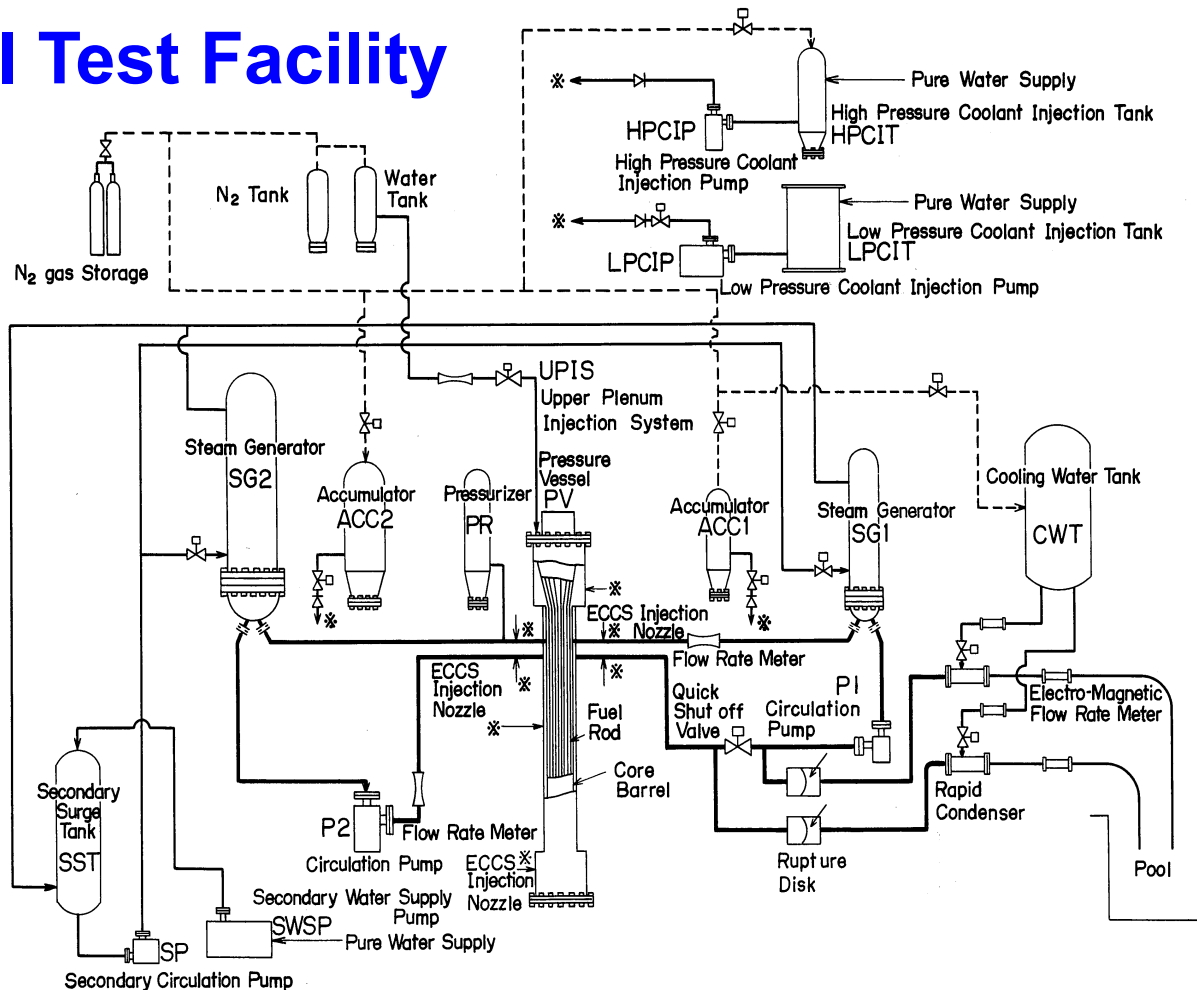 I Test Facility
※
Pure Water Supply
High Pressure Coolant Injection Tank
HPCIT
HPCIP
High Pressure Coolant
Injection Pump
※
Pure Water Supply
Low Pressure Coolant Injection Tank
LPCIT
LPCIP
Low Pressure Coolant Injection Pump
N2 Tank
Water
Tank
N2 gas Storage
UPIS
Upper Plenum
Injection System
Steam Generator
SG2
Accumulator
ACC2
Pressurizer
PR
Pressure
Vessel
PV
Accumulator
ACC1
Steam Generator
SG1
Cooling Water Tank
CWT
※
※
※
※
ECCS Injection
Nozzle
※
Flow Rate Meter
※
※
※
ECCS
Injection
Nozzle
※
Fuel
Rod
Quick
Shut off
Valve
Circulation
Pump
P1
Electro-Magnetic
Flow Rate Meter
Core
Barrel
Secondary
Surge
Tank
SST
P2
Flow Rate Meter
Circulation Pump
ECCS
※
Injection
Nozzle
Rupture
Disk
Rapid
Condenser
Pool
Secondary Water Supply
Pump
SWSP
Pure Water Supply
SP
Secondary Circulation Pump